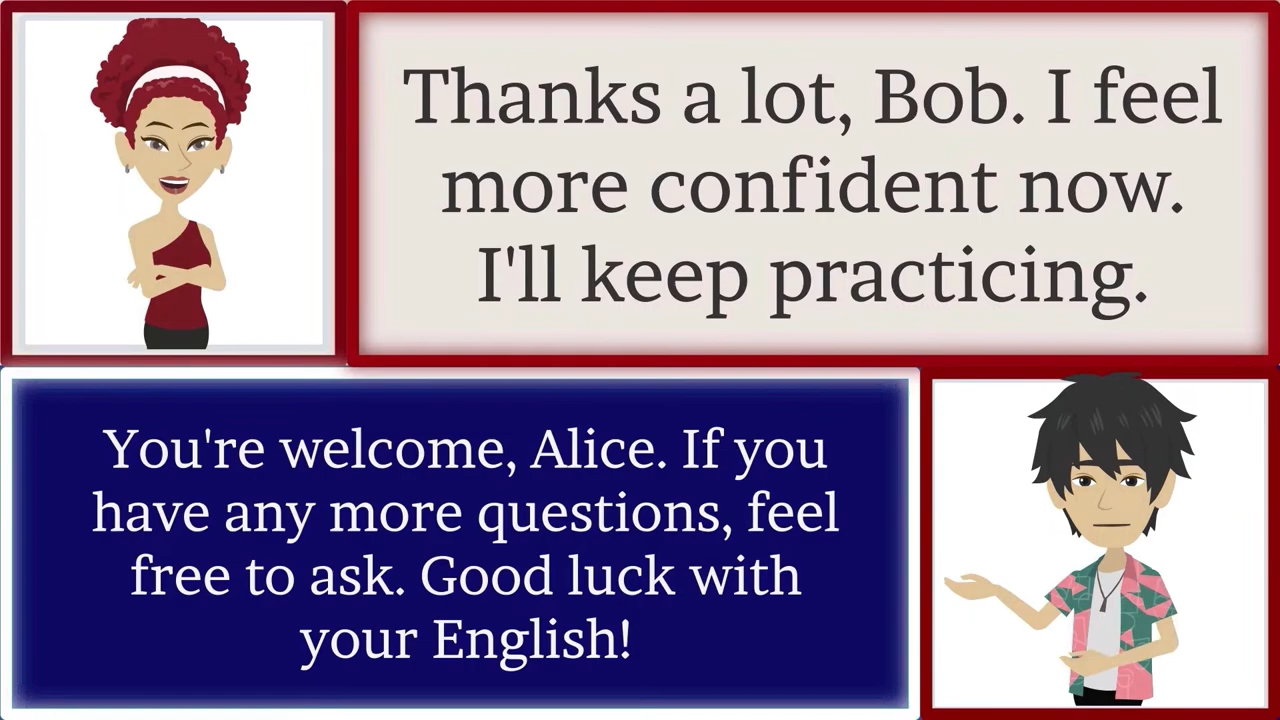 Thanks a lot, Bob. I feel
more confident now.
I'll keep practicing.
You're welcome, Alice. If you
have any more questions, feel
free to ask. Good luck with
your English!